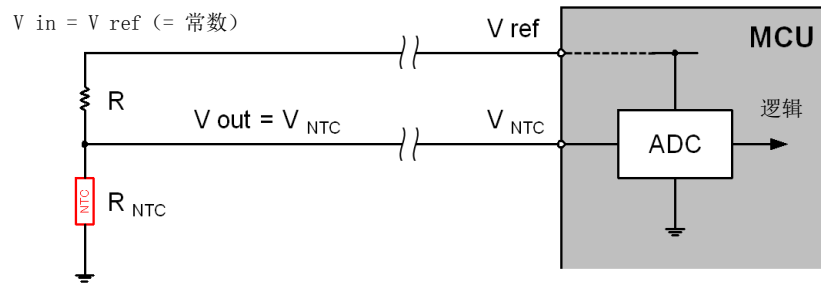 V in = V ref (= 常数)
V ref
MCU
R
V out = V NTC
V NTC
逻辑
ADC
NTC
R NTC